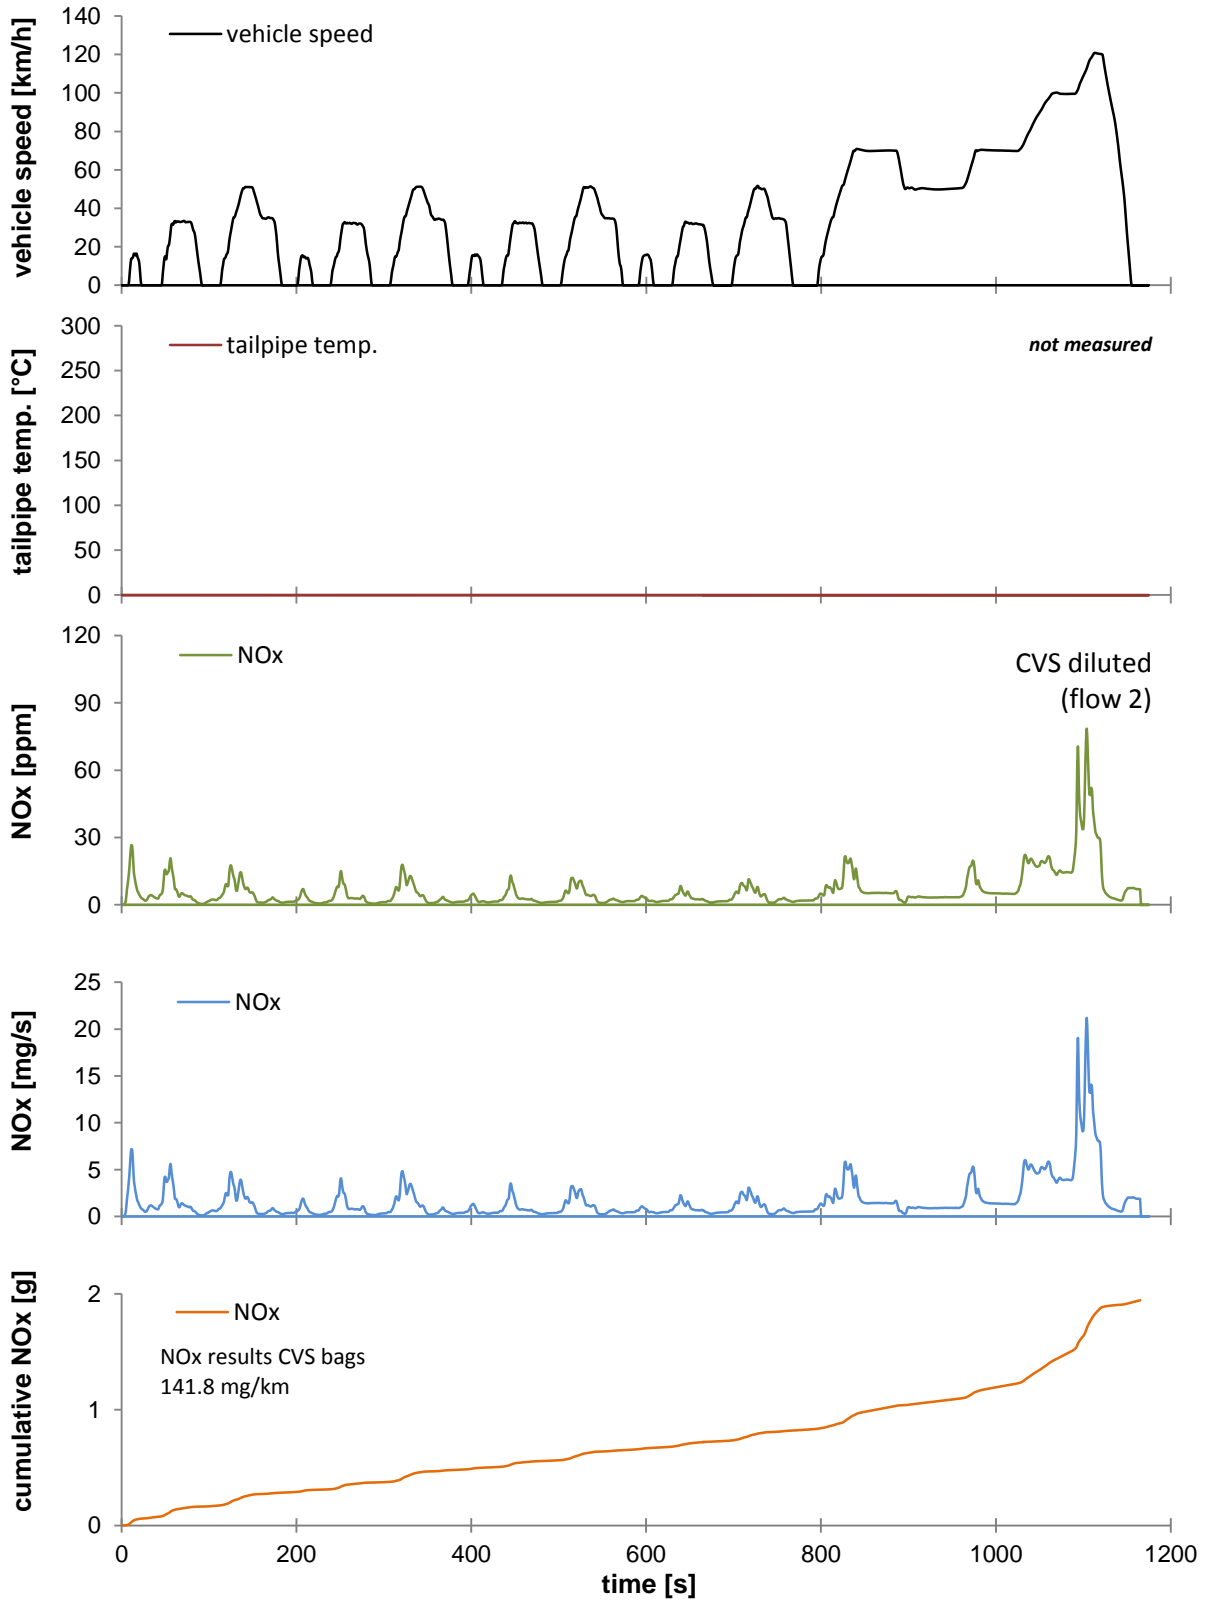 vehicle speed [km/h]
140
120
100
80
60
40
20
0
vehicle speed
tailpipe temp. [°C]
300
250
200
150
100
50
0
tailpipe temp.
not measured
NOx [ppm]
120
90
60
30
0
NOx
CVS diluted
(flow 2)
NOx [mg/s]
25
20
15
10
5
0
NOx
cumulative NOx [g]
2
1
0
NOx
NOx results CVS bags
141.8 mg/km
0 200 400 600 800 1000 1200
time [s]